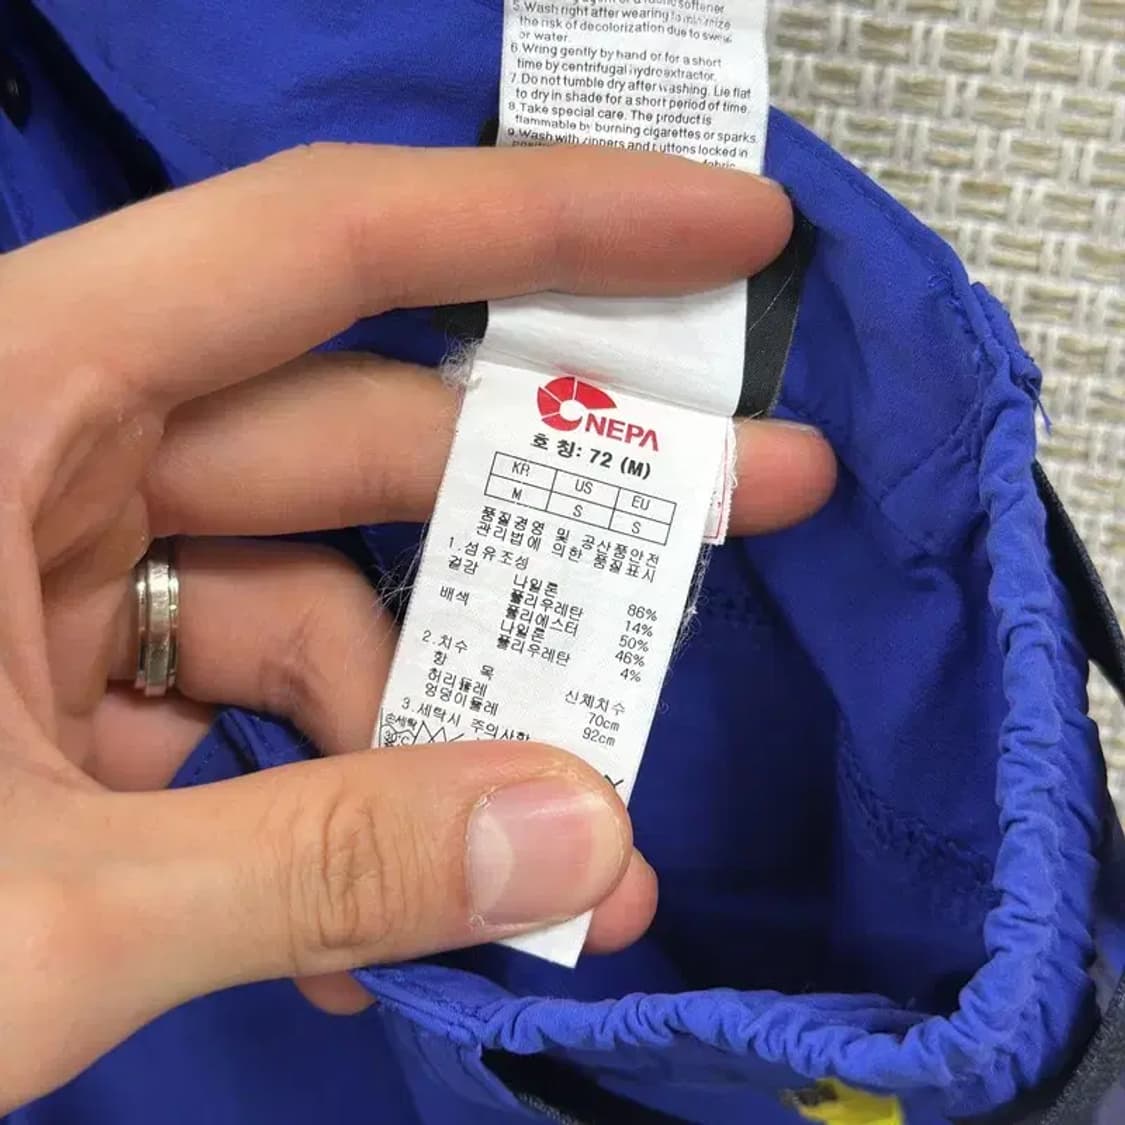 softener
5.Wash right after wearing to minimize
the risk of decolorization due to sweat
or water.
6.Wring gently by hand or for a short
time by centrifugal hydroextractor.
7.Do not tumble dry after washing. Lie flat
to dry in shade for a short period of time.
8.Take special care. The product is
flammable by burning cigarettes or sparks.
9.Wash with zippers and buttons locked in
fabric
NEPA
호 칭: 72 (M)
KR US EU
M S S
품질경영 및 공산품안전
관리법에 의한 품질표시
1.섬유조성
겉감 나일론 86%
폴리우레탄 14%
배색 폴리에스터 50%
나일론 46%
폴리우레탄 4%
2.치수
항 목 신체치수
허리둘레 70cm
엉덩이둘레 92cm
3.세탁시 주의사항
손세탁
30°C